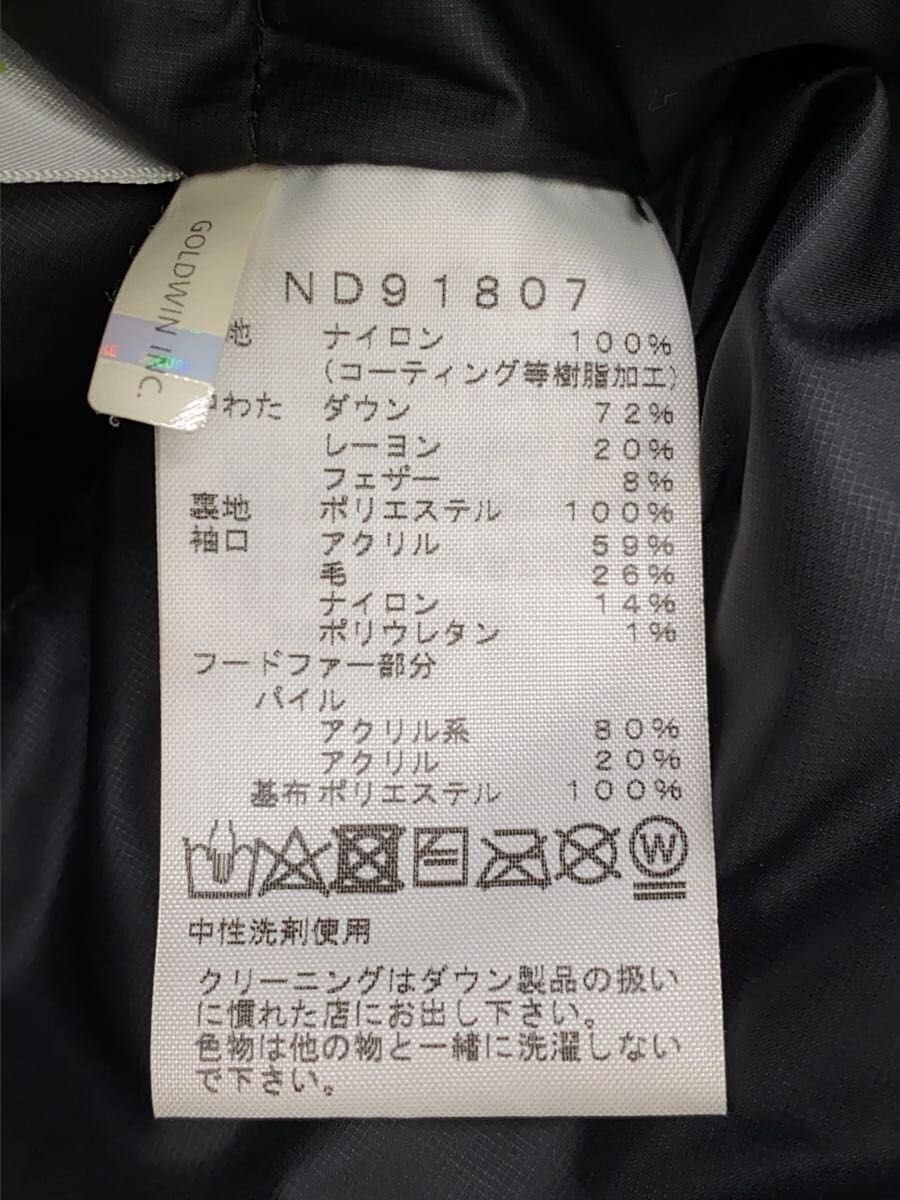 GOLDWIN INC.
ND91807
地 ナイロン 100%
(コーティング等樹脂加工)
中わた ダウン 72%
レーヨン 20%
フェザー 8%
裏地 ポリエステル 100%
袖口 アクリル 59%
毛 26%
ナイロン 14%
ポリウレタン 1%
フードファー部分
パイル
アクリル系 80%
アクリル 20%
基布 ポリエステル 100%
W
中性洗剤使用
クリーニングはダウン製品の扱い
に慣れた店にお出し下さい。
色物は他の物と一緒に洗濯しない
で下さい。